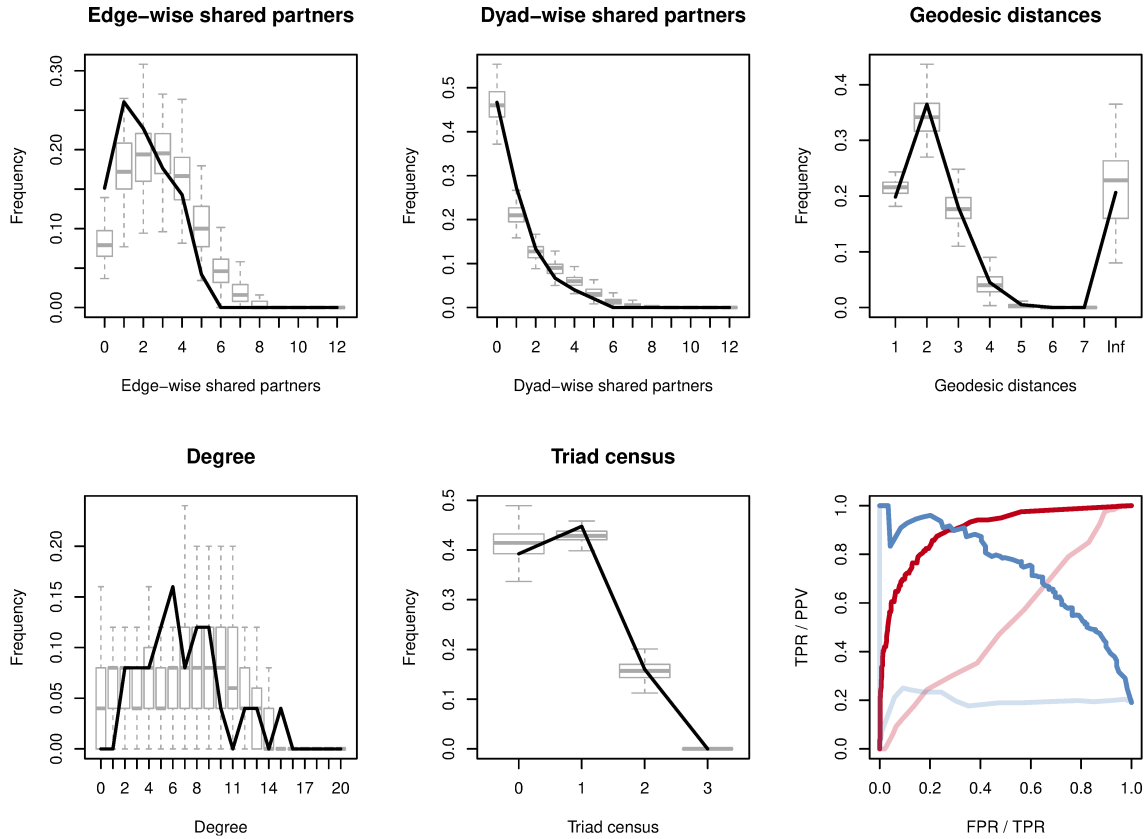 Edge−wise shared partners
Frequency
0.30
0.20
0.10
0.00
0 2 4 6 8 10 12
Edge−wise shared partners
Dyad−wise shared partners
Frequency
0.5
0.4
0.3
0.2
0.1
0.0
0 2 4 6 8 10 12
Dyad−wise shared partners
Geodesic distances
Frequency
0.4
0.3
0.2
0.1
0.0
1 2 3 4 5 6 7 Inf
Geodesic distances
Degree
Frequency
0.20
0.15
0.10
0.05
0.00
0 2 4 6 8 11 14 17 20
Degree
Triad census
Frequency
0.5
0.4
0.3
0.2
0.1
0.0
0 1 2 3
Triad census
TPR / PPV
1.0
0.8
0.6
0.4
0.2
0.0
0.0 0.2 0.4 0.6 0.8 1.0
FPR / TPR